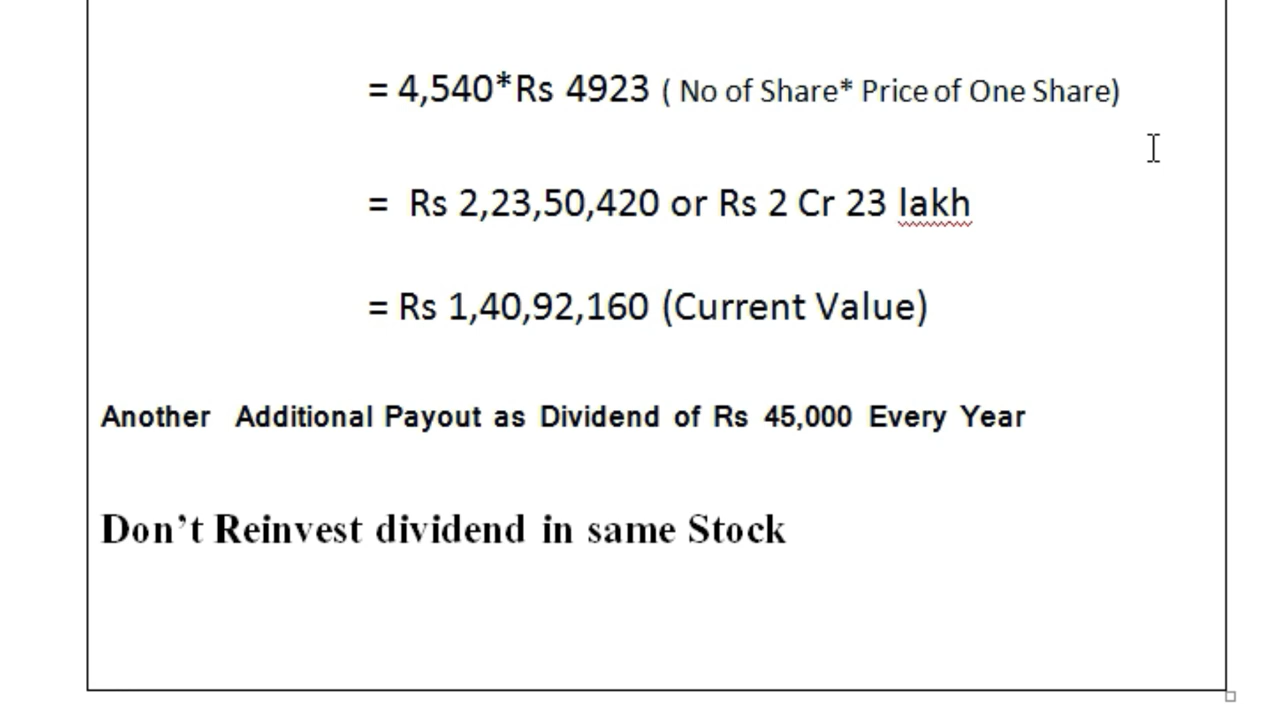 = 4,540*Rs 4923 ( No of Share* Price of One Share)
= Rs 2,23,50,420 or Rs 2 Cr 23 lakh
= Rs 1,40,92,160 (Current Value)
Another Additional Payout as Dividend of Rs 45,000 Every Year
Don’t Reinvest dividend in same Stock